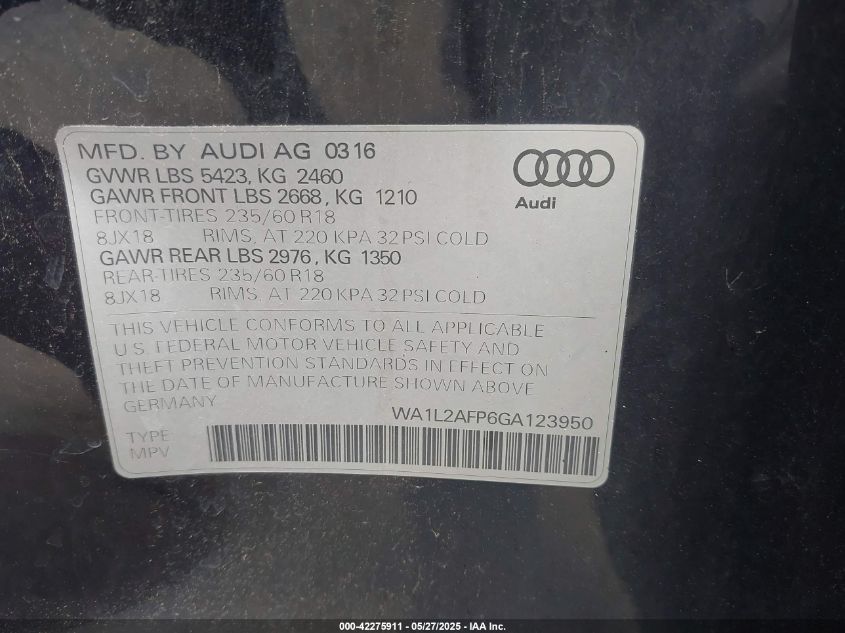 MFD. BY AUDI AG 0316
GVWR LBS 5423, KG 2460
GAWR FRONT LBS 2668, KG 1210
FRONT-TIRES 235/60 R18
8JX18 RIMS, AT 220 KPA 32 PSI COLD
GAWR REAR LBS 2976, KG 1350
REAR-TIRES 235/60 R18
8JX18 RIMS, AT 220 KPA 32 PSI COLD
Audi
THIS VEHICLE CONFORMS TO ALL APPLICABLE
U.S. FEDERAL MOTOR VEHICLE SAFETY AND
THEFT PREVENTION STANDARDS IN EFFECT ON
THE DATE OF MANUFACTURE SHOWN ABOVE
GERMANY
WA1L2AFP6GA123950
TYPE
MPV
000-42275911 — 05/27/2025 — IAA Inc.